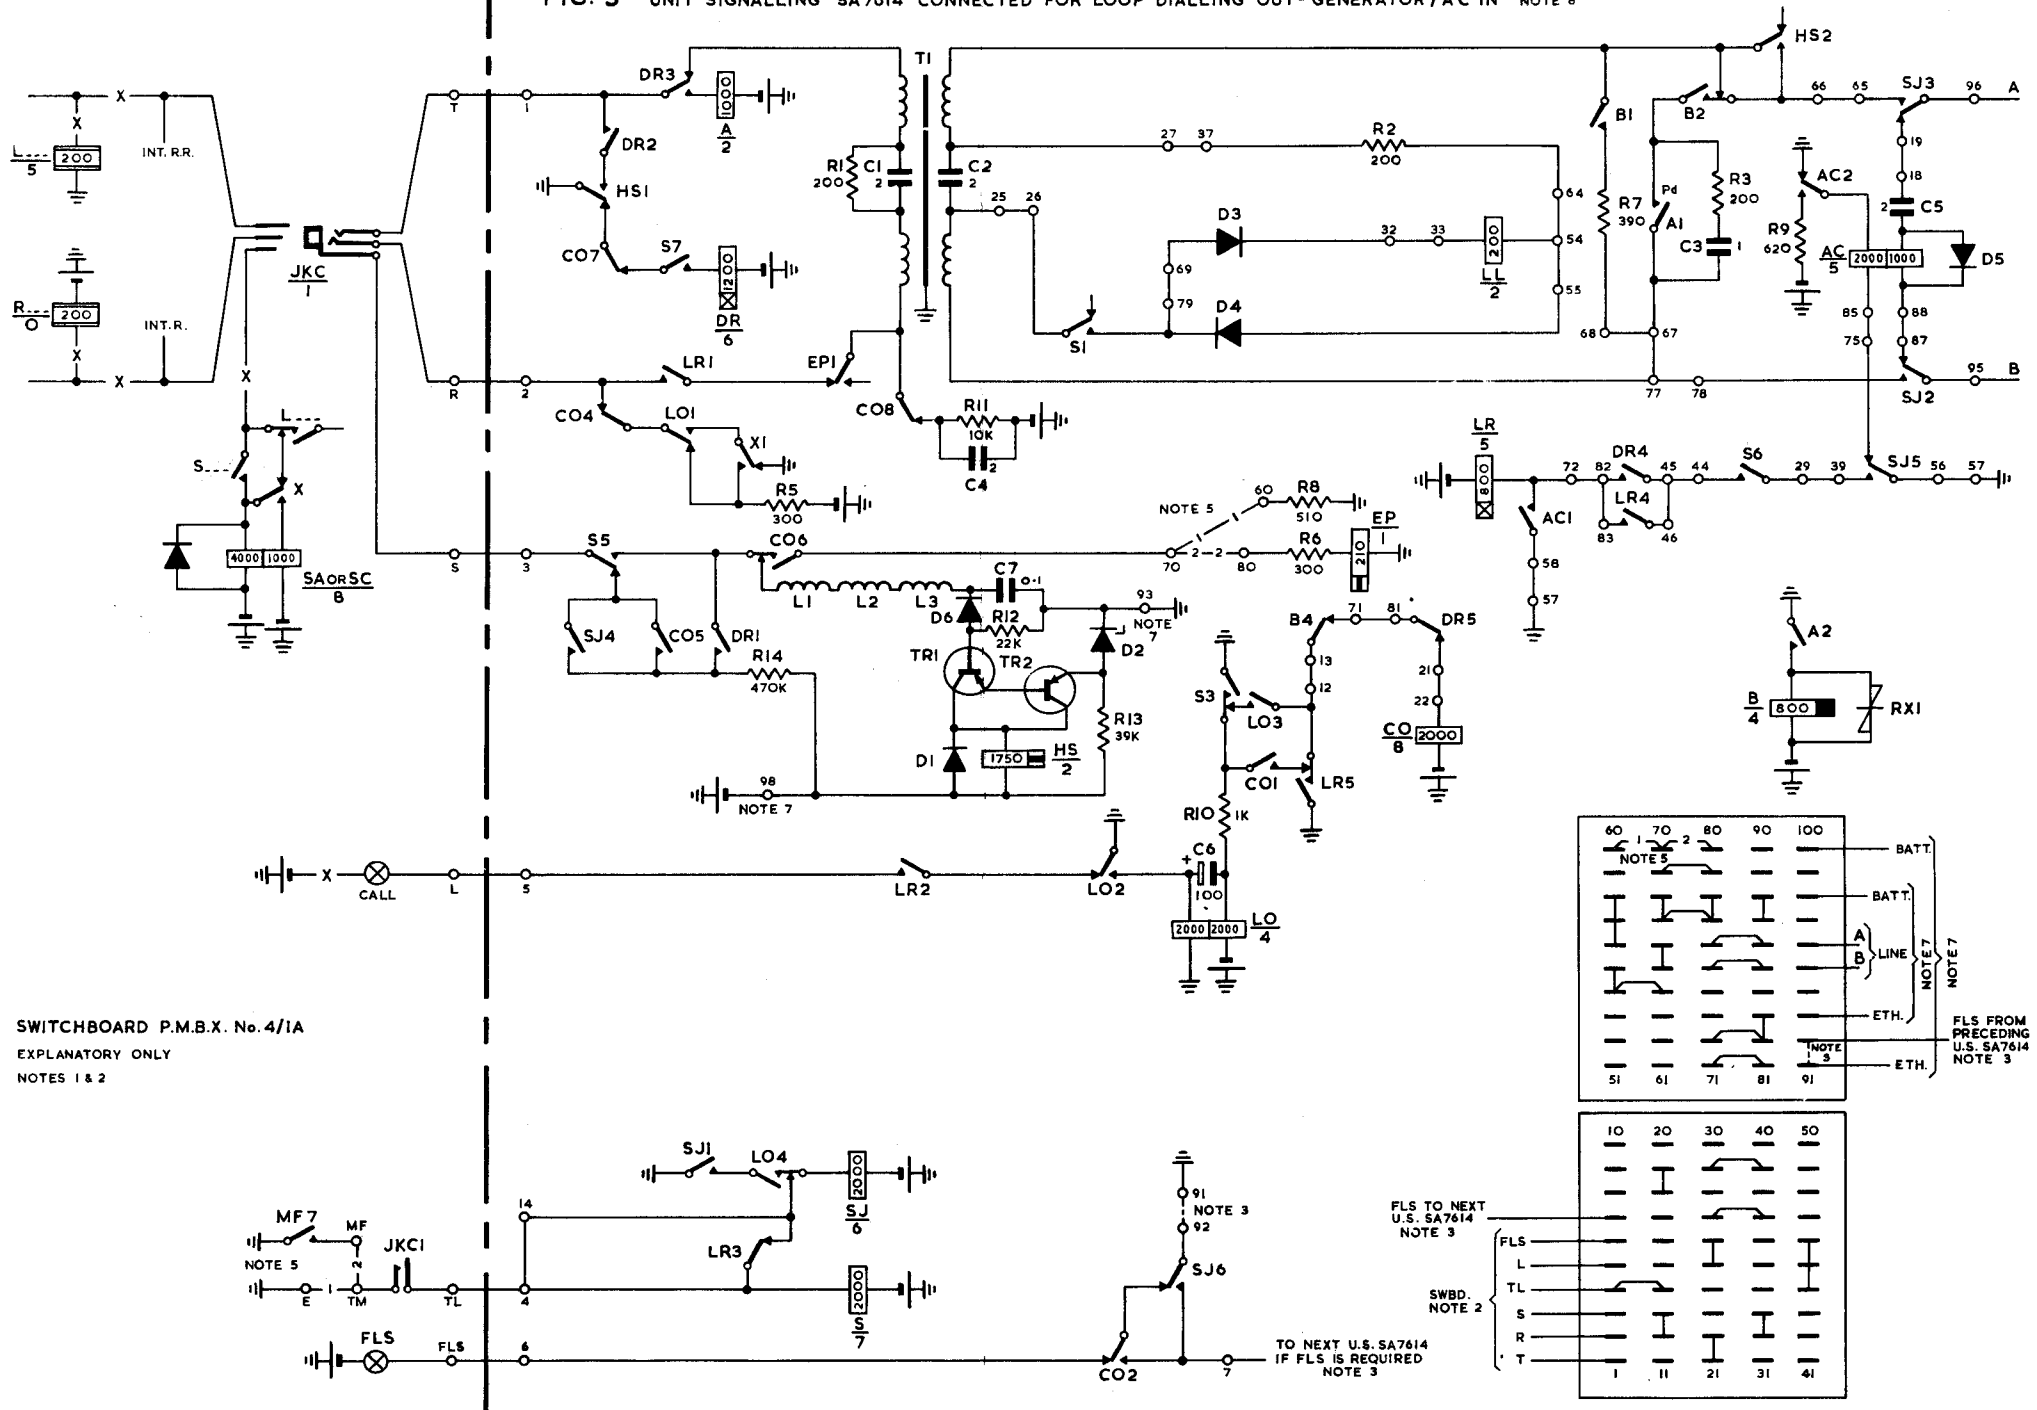 FIG. 3 UNIT SIGNALLING SA7614 CONNECTED FOR LOOP DIALLING OUT-GENERATOR/AC IN NOTE 6
HS2
DR3
T1
SJ3
X
T
1
A
2
100
66
65
96
A
B1
B2
L....
5
200
INT. R.R.
DR2
27
37
R2
200
19
R1
200
C1
2
C2
2
HS1
AC2
18
Pd
R3
200
25
26
64
R7
390
A1
2
C5
D3
R9
620
C3
1
JKC
1
CO7
S7
32
33
200
LL
2
54
AC
5
2000
1000
D5
69
R....
0
200
INT. R.
DR
6
12
79
D4
55
85
88
S1
68
67
75
87
LR1
EP1
X
R
2
77
78
95
B
SJ2
CO8
R11
10K
C4
2
CO4
LO1
X1
L....
S....
X
LR
5
800
DR4
S6
SJ5
72
82
45
44
29
39
56
57
R5
300
NOTE 5
60
R8
510
LR4
83
46
AC1
EP
1
210
S5
CO6
S
3
70
2-2
80
R6
300
58
4000
1000
SA OR SC
8
L1
L2
L3
C7
0·1
D6
R12
22K
93
NOTE
7
57
SJ4
CO5
DR1
B4
71
81
DR5
A2
R14
470K
TR1
TR2
D2
13
21
S3
12
22
LO3
B
4
800
RX1
R13
39K
CO
8
2000
D1
1750
HS
2
CO1
LR5
98
NOTE 7
R10
1K
X
CALL
L
5
LR2
LO2
+
C6
100
2000
2000
LO
4
60
70
80
90
100
1
2
NOTE 5
BATT.
BATT.
A
B
LINE
NOTE 7
NOTE 7
ETH.
FLS FROM
PRECEDING
U.S. SA7614
NOTE 3
NOTE
3
ETH.
51
61
71
81
91
SWITCHBOARD P.M.B.X. No. 4/1A
EXPLANATORY ONLY
NOTES 1 & 2
SJ1
LO4
2000
SJ
6
14
91
NOTE 3
92
MF7
MF
NOTE 5
2
JKC1
LR3
E
1
TM
TL
4
2000
S
7
SJ6
FLS
FLS
6
CO2
7
TO NEXT U.S. SA7614
IF FLS IS REQUIRED
NOTE 3
10
20
30
40
50
FLS TO NEXT
U.S. SA7614
NOTE 3
SWBD.
NOTE 2
FLS
L
TL
S
R
T
1
11
21
31
41